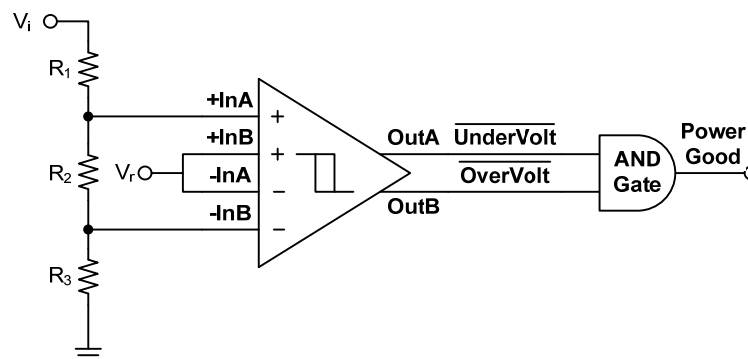 Vᵢ
R₁
+InA
+
+InB
OutA
UnderVolt
Power
Good
R₂
Vᵣ
+
-InA
−
OverVolt
AND
Gate
-InB
−
OutB
R₃